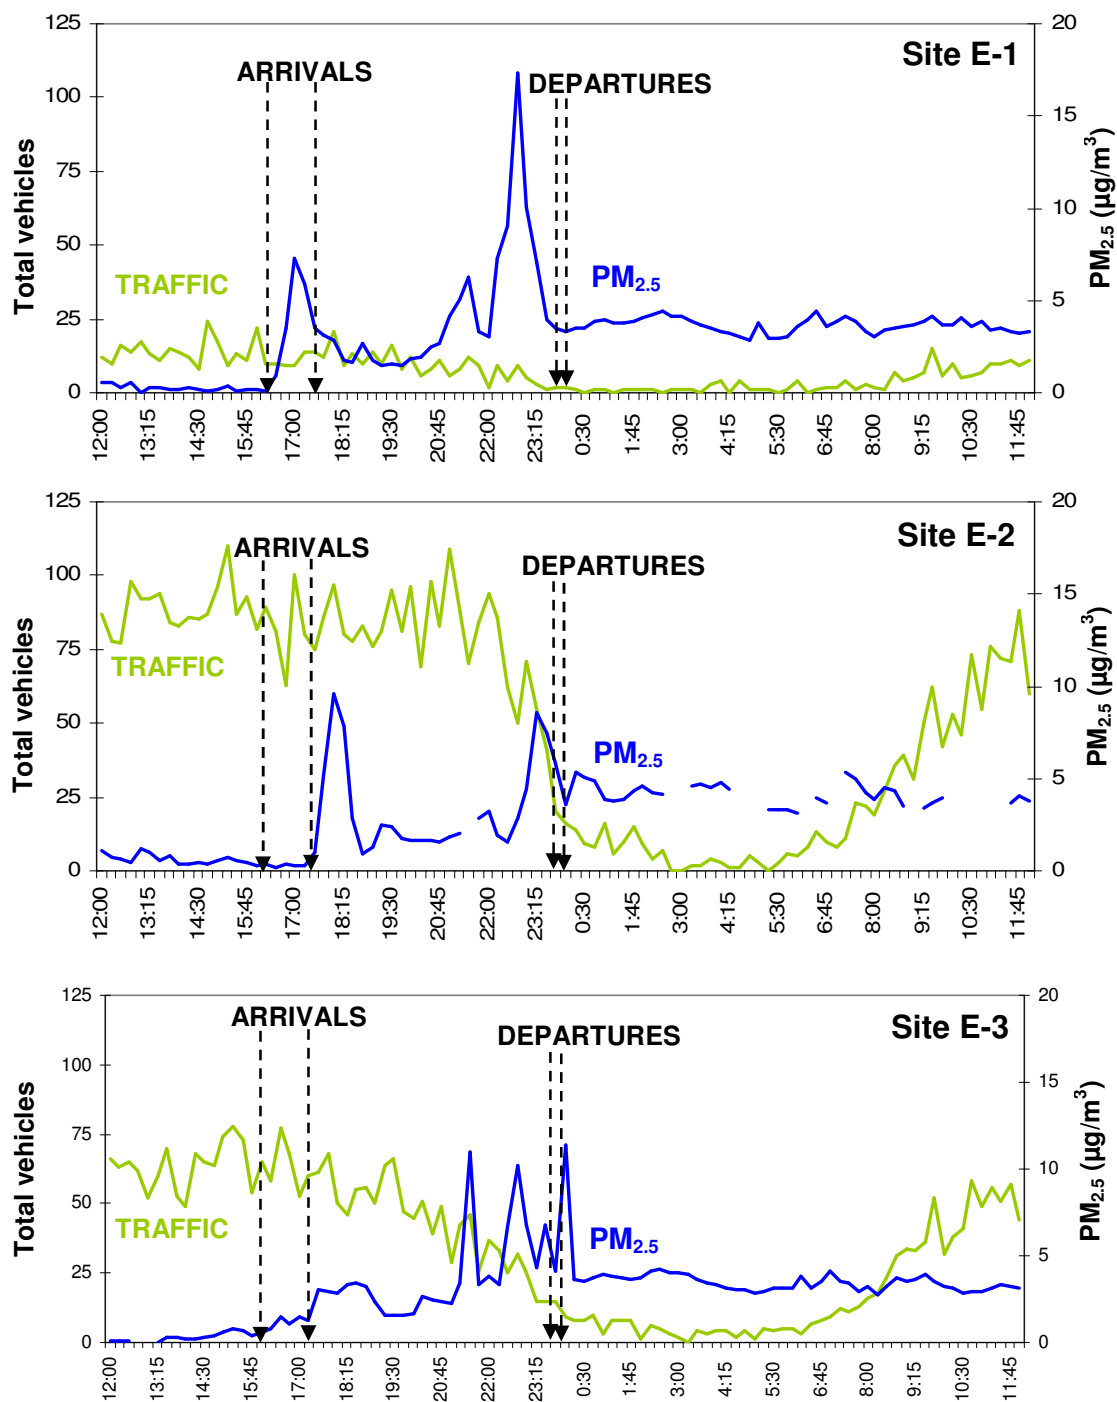 Site E-1
ARRIVALS
DEPARTURES
TRAFFIC
PM2.5
Total vehicles
125
100
75
50
25
0
PM2.5 (µg/m³)
20
15
10
5
0
12:00 13:15 14:30 15:45 17:00 18:15 19:30 20:45 22:00 23:15 0:30 1:45 3:00 4:15 5:30 6:45 8:00 9:15 10:30 11:45
Site E-2
ARRIVALS
DEPARTURES
TRAFFIC
PM2.5
Total vehicles
125
100
75
50
25
0
PM2.5 (µg/m³)
20
15
10
5
0
12:00 13:15 14:30 15:45 17:00 18:15 19:30 20:45 22:00 23:15 0:30 1:45 3:00 4:15 5:30 6:45 8:00 9:15 10:30 11:45
Site E-3
ARRIVALS
DEPARTURES
TRAFFIC
PM2.5
Total vehicles
125
100
75
50
25
0
PM2.5 (µg/m³)
20
15
10
5
0
12:00 13:15 14:30 15:45 17:00 18:15 19:30 20:45 22:00 23:15 0:30 1:45 3:00 4:15 5:30 6:45 8:00 9:15 10:30 11:45